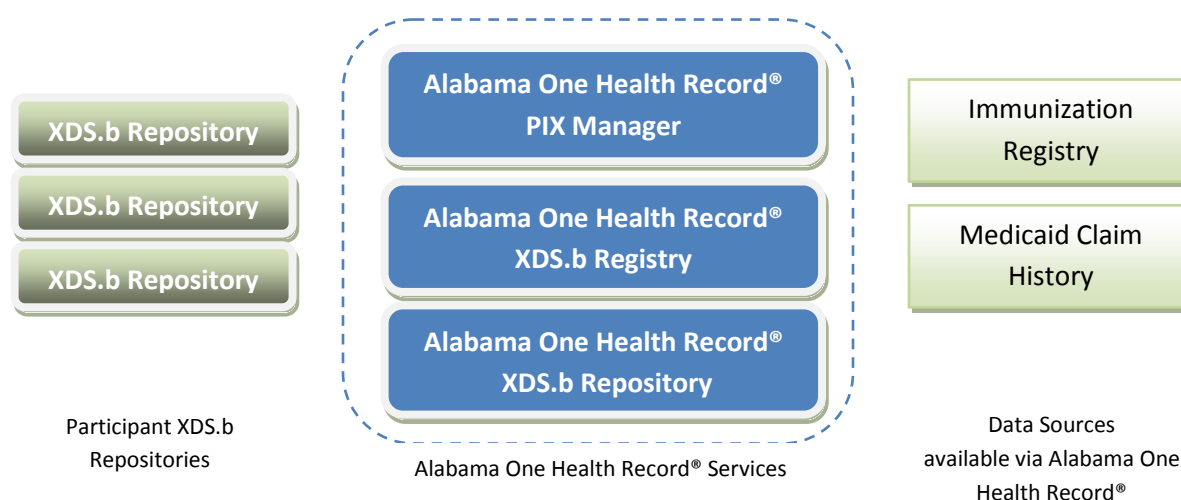 XDS.b Repository
XDS.b Repository
XDS.b Repository
Participant XDS.b
Repositories
Alabama One Health Record®
PIX Manager
Alabama One Health Record®
XDS.b Registry
Alabama One Health Record®
XDS.b Repository
Alabama One Health Record® Services
Immunization
Registry
Medicaid Claim
History
Data Sources
available via Alabama One
Health Record®